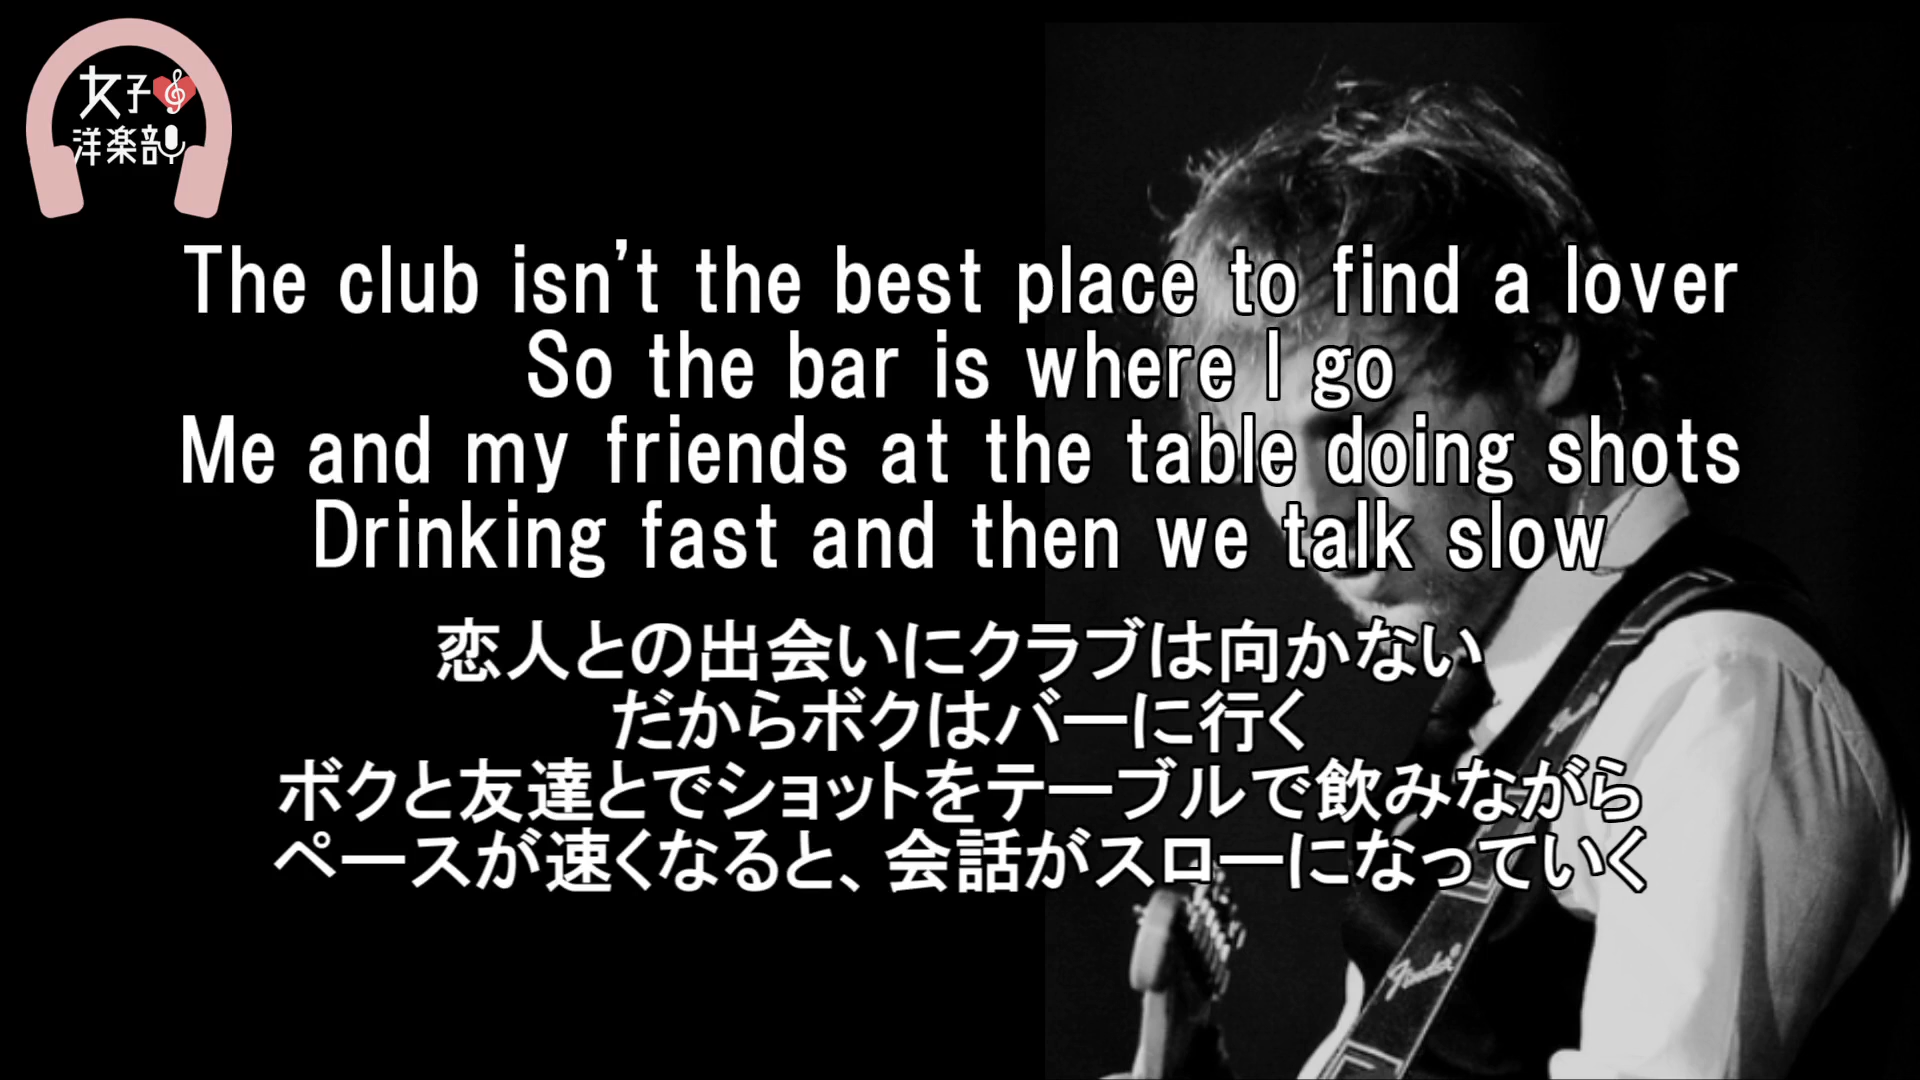 女子
洋楽部
The club isn't the best place to find a lover
So the bar is where I go
Me and my friends at the table doing shots
Drinking fast and then we talk slow
恋人との出会いにクラブは向かない
だからボクはバーに行く
ボクと友達とでショットをテーブルで飲みながら
ペースが速くなると、会話がスローになっていく
Fender